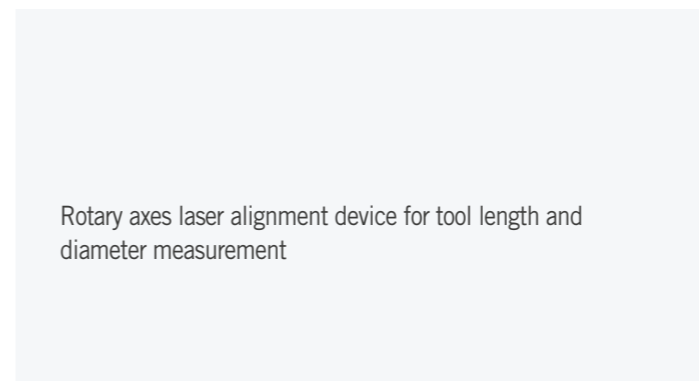 Rotary axes laser alignment device for tool length and
diameter measurement